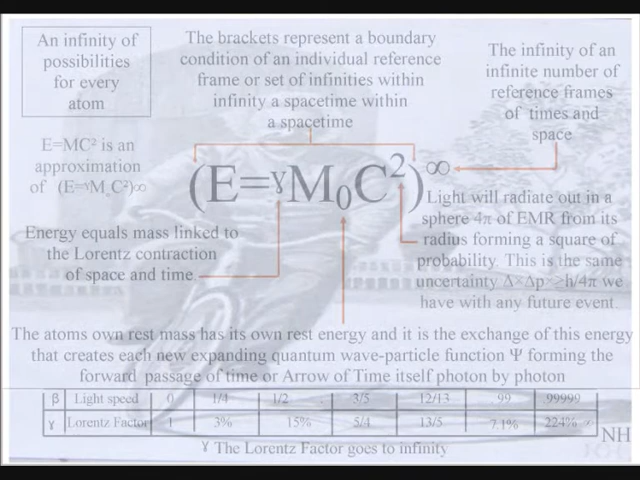 An infinity of
possibilities
for every
atom
The brackets represent a boundary
condition of an individual reference
frame or set of infinities within
infinity a spacetime within
a spacetime
The infinity of an
infinite number of
reference frames
of times and
space
E=MC² is an
approximation
of (E=ɤM₀C²)∞
(E=ɤM₀C²)∞
Energy equals mass linked to
the Lorentz contraction
of space and time
Light will radiate out in a
sphere 4π of EMR from its
radius forming a square of
probability. This is the same
uncertainty Δ×Δp×≥h/4π we
have with any future event.
The atoms own rest mass has its own rest energy and it is the exchange of this energy
that creates each new expanding quantum wave-particle function Ψ forming the
forward passage of time or Arrow of Time itself photon by photon
β Light speed 0 1/4 1/2 3/5 12/13 99 99999
ɤ Lorentz Factor 1 3% 15% 5/4 13/5 7.1% 224% ∞
ɤ The Lorentz Factor goes to infinity
NH